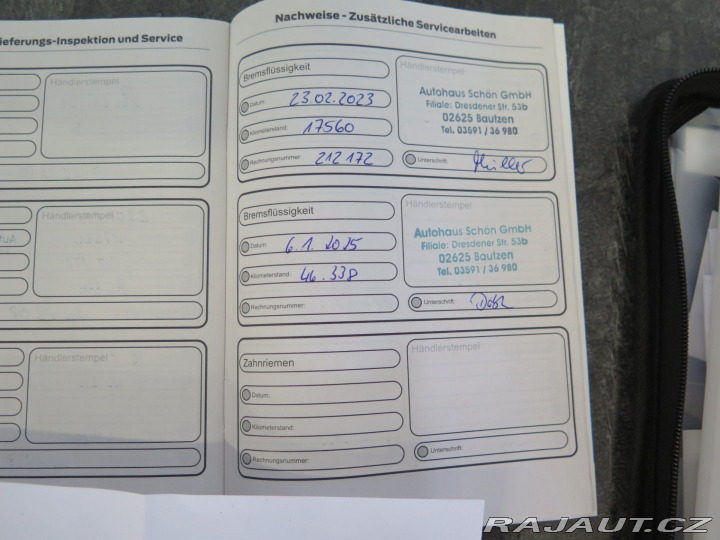 ieferungs-Inspektion und Service
Händlerstempel
Händlerstempel
Händlerstempel
Nachweise - Zusätzliche Servicearbeiten
Bremsflüssigkeit
Datum: 23.02.2023
Kilometerstand: 17560
Rechnungsnummer: 212 172
Händlerstempel
Autohaus Schön GmbH
Filiale: Dresdener Str. 53b
02625 Bautzen
Tel. 03591 / 36 980
Unterschrift:
Bremsflüssigkeit
Datum: 6.1.2025
Kilometerstand: 46.338
Rechnungsnummer:
Händlerstempel
Autohaus Schön GmbH
Filiale: Dresdener Str. 53b
02625 Bautzen
Tel. 03591 / 36 980
Unterschrift:
Zahnriemen
Datum:
Kilometerstand:
Rechnungsnummer:
Händlerstempel
Unterschrift:
RAJAUT.CZ